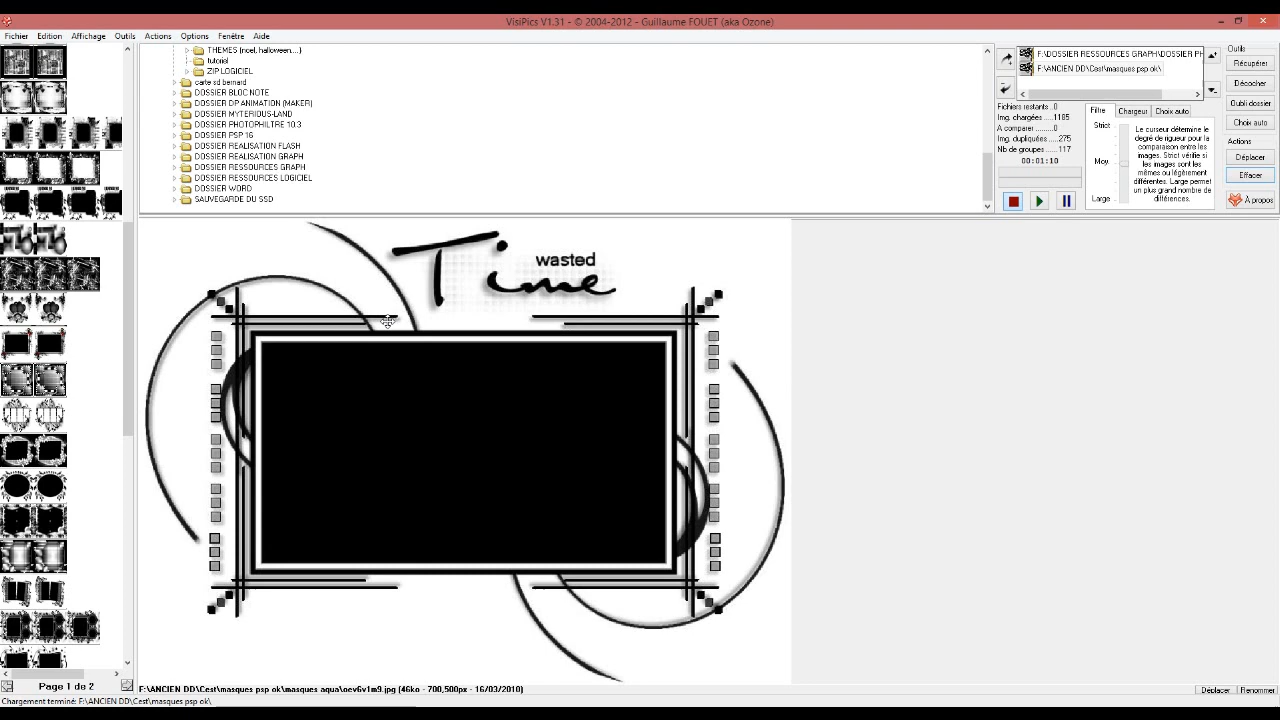 VisiPics V1.31 - © 2004-2012 - Guillaume FOUET (aka Ozone)
Fichier Edition Affichage Outils Actions Options Fenêtre Aide
THEMES (noel, halloween....)
tutoriel
ZIP LOGICIEL
carte sd bernard
DOSSIER BLOC NOTE
DOSSIER DP ANIMATION (MAKER)
DOSSIER MYTERIOUS-LAND
DOSSIER PHOTOPHILTRE 10.3
DOSSIER PSP 16
DOSSIER REALISATION FLASH
DOSSIER REALISATION GRAPH
DOSSIER RESSOURCES GRAPH
DOSSIER RESSOURCES LOGICIEL
DOSSIER WORD
SAUVEGARDE DU SSD
F:\DOSSIER RESSOURCES GRAPH\DOSSIER PH
F:\ANCIEN DD\Cest\masques psp ok\
Fichiers restants...0
Img. chargées....1185
A comparer........0
Img. dupliquées.....275
Nb de groupes......117
00:01:10
Filtre Chargeur Choix auto
Strict
Moy.
Large
Le curseur détermine le
degré de rigueur pour la
comparaison entre les
images. Strict vérifie si
les images sont les
mêmes ou légèrement
différentes. Large permet
un plus grand nombre de
différences.
Outils
Récupérer
Décocher
Oubli dossier
Choix auto
Actions
Déplacer
Effacer
À propos
Time
wasted
Page 1 de 2
F:\ANCIEN DD\Cest\masques psp ok\masques aqua\oev6v1m9.jpg (46ko - 700,500px - 16/03/2010)
Déplacer Renommer
Chargement terminé: F:\ANCIEN DD\Cest\masques psp ok\